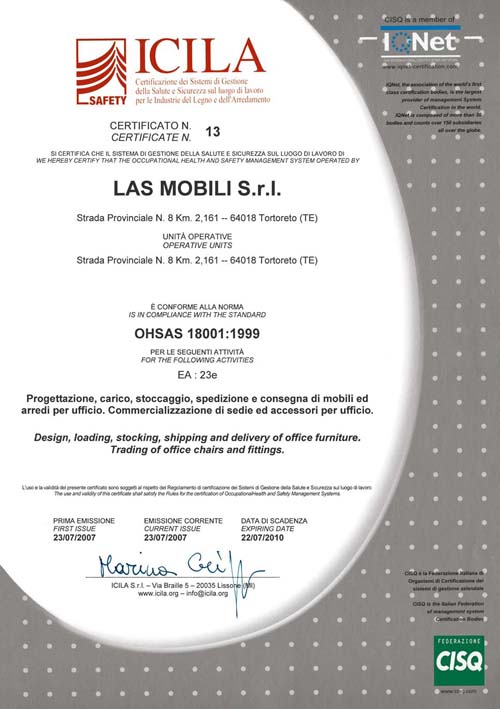 ICILA
SAFETY
Certificazione dei Sistemi di Gestione
della Salute e Sicurezza sul luogo di lavoro
per le Industrie del Legno e dell'Arredamento
CISQ is a member of
IQNet
THE INTERNATIONAL CERTIFICATION NETWORK
www.iqnet-certification.com
IQNet, the association of the world's first
class certification bodies, is the largest
provider of management System
Certification in the world.
IQNet is composed of more than 30
bodies and counts over 150 subsidiaries
all over the globe.
CERTIFICATO N. 13
CERTIFICATE N.
SI CERTIFICA CHE IL SISTEMA DI GESTIONE DELLA SALUTE E SICUREZZA SUL LUOGO DI LAVORO DI
WE HEREBY CERTIFY THAT THE OCCUPATIONAL HEALTH AND SAFETY MANAGEMENT SYSTEM OPERATED BY
LAS MOBILI S.r.l.
Strada Provinciale N. 8 Km. 2,161 -- 64018 Tortoreto (TE)
UNITÀ OPERATIVE
OPERATIVE UNITS
Strada Provinciale N. 8 Km. 2,161 -- 64018 Tortoreto (TE)
È CONFORME ALLA NORMA
IS IN COMPLIANCE WITH THE STANDARD
OHSAS 18001:1999
PER LE SEGUENTI ATTIVITÀ
FOR THE FOLLOWING ACTIVITIES
EA : 23e
Progettazione, carico, stoccaggio, spedizione e consegna di mobili ed
arredi per ufficio. Commercializzazione di sedie ed accessori per ufficio.
Design, loading, stocking, shipping and delivery of office furniture.
Trading of office chairs and fittings.
L'uso e la validità del presente certificato sono soggetti al rispetto del Regolamento di certificazione dei Sistemi di Gestione della Salute e Sicurezza sul luogo di lavoro
The use and validity of this certificate shall satisfy the Rules for the certification of OccupationalHealth and Safety Management Systems.
PRIMA EMISSIONE EMISSIONE CORRENTE DATA DI SCADENZA
FIRST ISSUE CURRENT ISSUE EXPIRING DATE
23/07/2007 23/07/2007 22/07/2010
ICILA S.r.l. – Via Braille 5 – 20035 Lissone (MI)
www.icila.org – info@icila.org
CISQ è la Federazione Italiana di
Organismi di Certificazione dei
sistemi di gestione aziendale
CISQ is the Italian Federation
of management system
Certification Bodies
FEDERAZIONE
CISQ
www.cisq.com